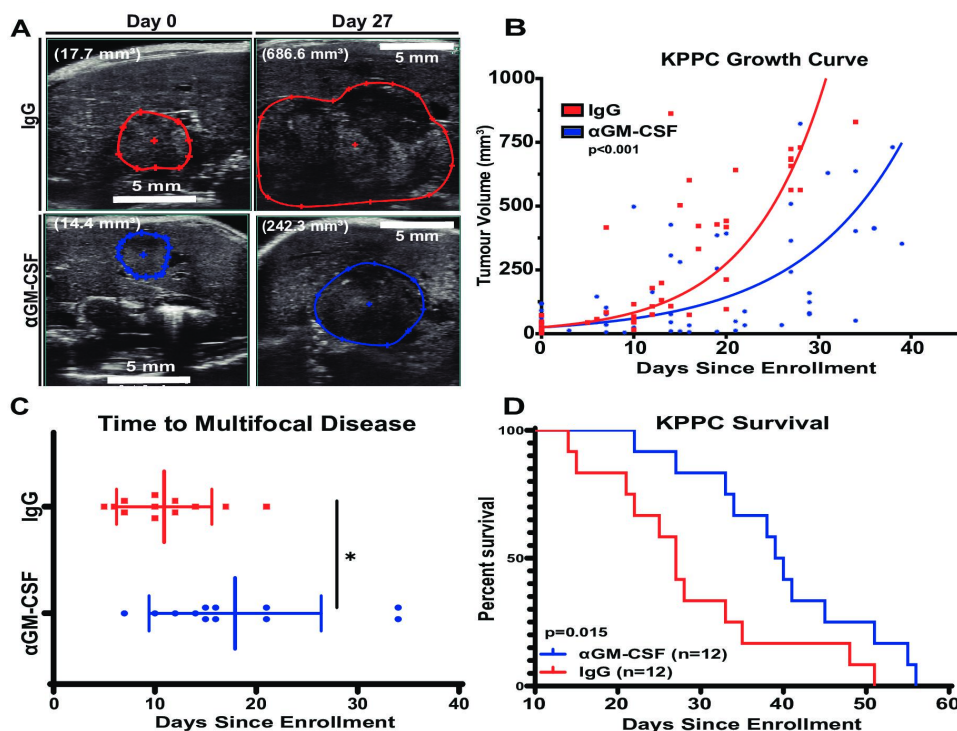 A
Day 0
Day 27
IgG
(17.7 mm³)
5 mm
(686.6 mm³)
5 mm
αGM-CSF
(14.4 mm³)
5 mm
(242.3 mm³)
5 mm
B
KPPC Growth Curve
Tumour Volume (mm³)
1000
750
500
250
0
IgG
αGM-CSF
p<0.001
0 10 20 30 40
Days Since Enrollment
C
Time to Multifocal Disease
IgG
αGM-CSF
*
0 10 20 30 40
Days Since Enrollment
D
KPPC Survival
Percent survival
100
50
0
p=0.015
αGM-CSF (n=12)
IgG (n=12)
10 20 30 40 50 60
Days Since Enrollment